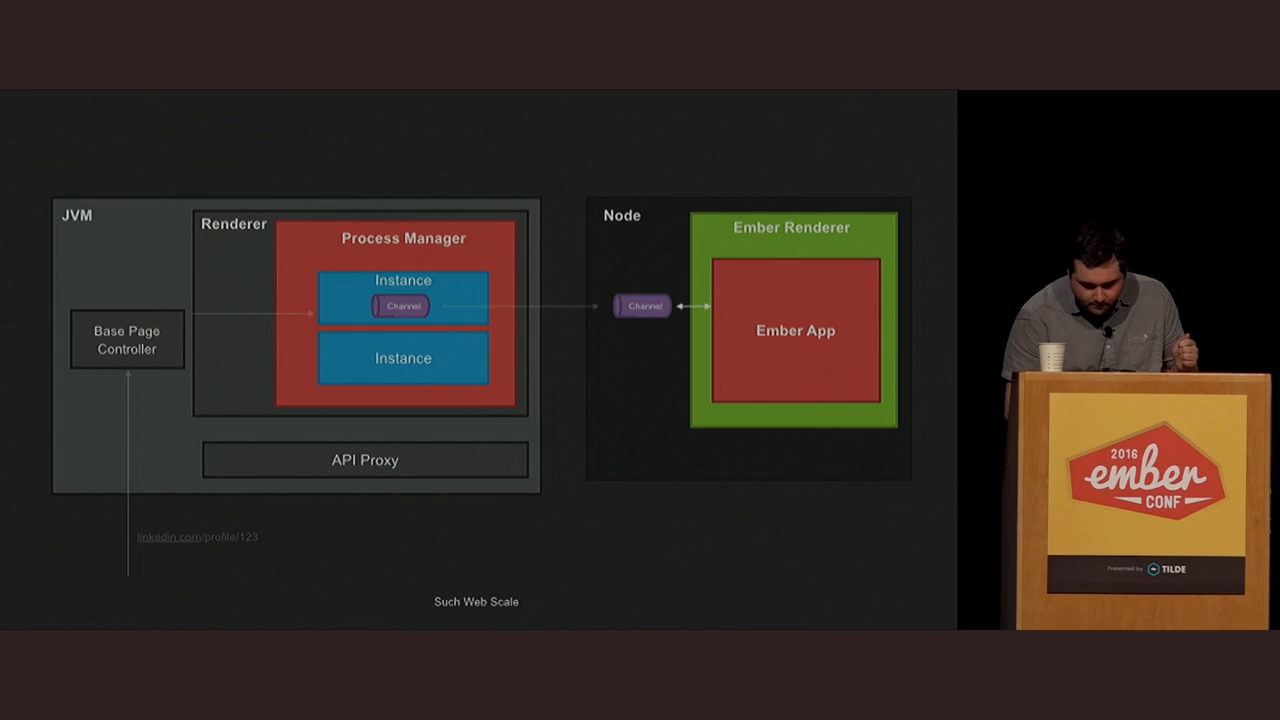 JVM
Renderer
Process Manager
Instance
Channel
Instance
Base Page
Controller
API Proxy
linkedin.com/profile/123
Node
Channel
Ember Renderer
Ember App
Such Web Scale
2016
ember
CONF
Presented by TILDE